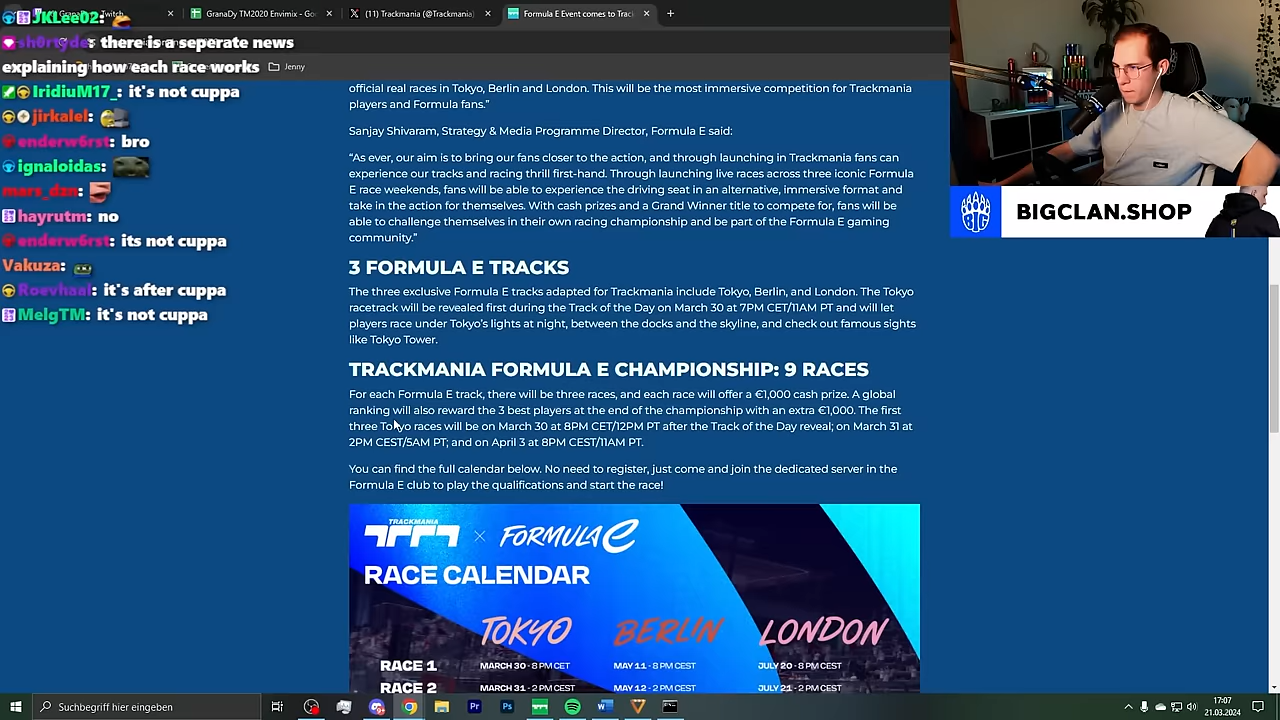 JKLee02:
sh0rtyde: there is a seperate news
explaining how each race works
IridiuM17_: it's not cuppa
jirkalel:
enderw6rst: bro
ignaloidas:
mars_dzn:
hayrutm: no
enderw6rst: its not cuppa
Vakuza:
Roevhaal: it's after cuppa
MelgTM: it's not cuppa
GranaDy TM2020 Envimix - Go
(11) Trackmania (@Trackmania)
Formula E Event comes to Trac
Jenny
official real races in Tokyo, Berlin and London. This will be the most immersive competition for Trackmania
players and Formula fans."
Sanjay Shivaram, Strategy & Media Programme Director, Formula E said:
“As ever, our aim is to bring our fans closer to the action, and through launching in Trackmania fans can
experience our tracks and racing thrill first-hand. Through launching live races across three iconic Formula
E race weekends, fans will be able to experience the driving seat in an alternative, immersive format and
take in the action for themselves. With cash prizes and a Grand Winner title to compete for, fans will be
able to challenge themselves in their own racing championship and be part of the Formula E gaming
community.”
3 FORMULA E TRACKS
The three exclusive Formula E tracks adapted for Trackmania include Tokyo, Berlin, and London. The Tokyo
racetrack will be revealed first during the Track of the Day on March 30 at 7PM CET/11AM PT and will let
players race under Tokyo’s lights at night, between the docks and the skyline, and check out famous sights
like Tokyo Tower.
TRACKMANIA FORMULA E CHAMPIONSHIP: 9 RACES
For each Formula E track, there will be three races, and each race will offer a €1,000 cash prize. A global
ranking will also reward the 3 best players at the end of the championship with an extra €1,000. The first
three Tokyo races will be on March 30 at 8PM CET/12PM PT after the Track of the Day reveal; on March 31 at
2PM CEST/5AM PT; and on April 3 at 8PM CEST/11AM PT.
You can find the full calendar below. No need to register, just come and join the dedicated server in the
Formula E club to play the qualifications and start the race!
TRACKMANIA
FORMULA E
RACE CALENDAR
TOKYO BERLIN LONDON
RACE 1 MARCH 30 - 8 PM CET MAY 11 - 8 PM CEST JULY 20 - 8 PM CEST
RACE 2 MARCH 31 - 2 PM CEST MAY 12 - 2 PM CEST JULY 21 - 2 PM CEST
BIG
BIGCLAN.SHOP
Suchbegriff hier eingeben
17:07
21.03.2024